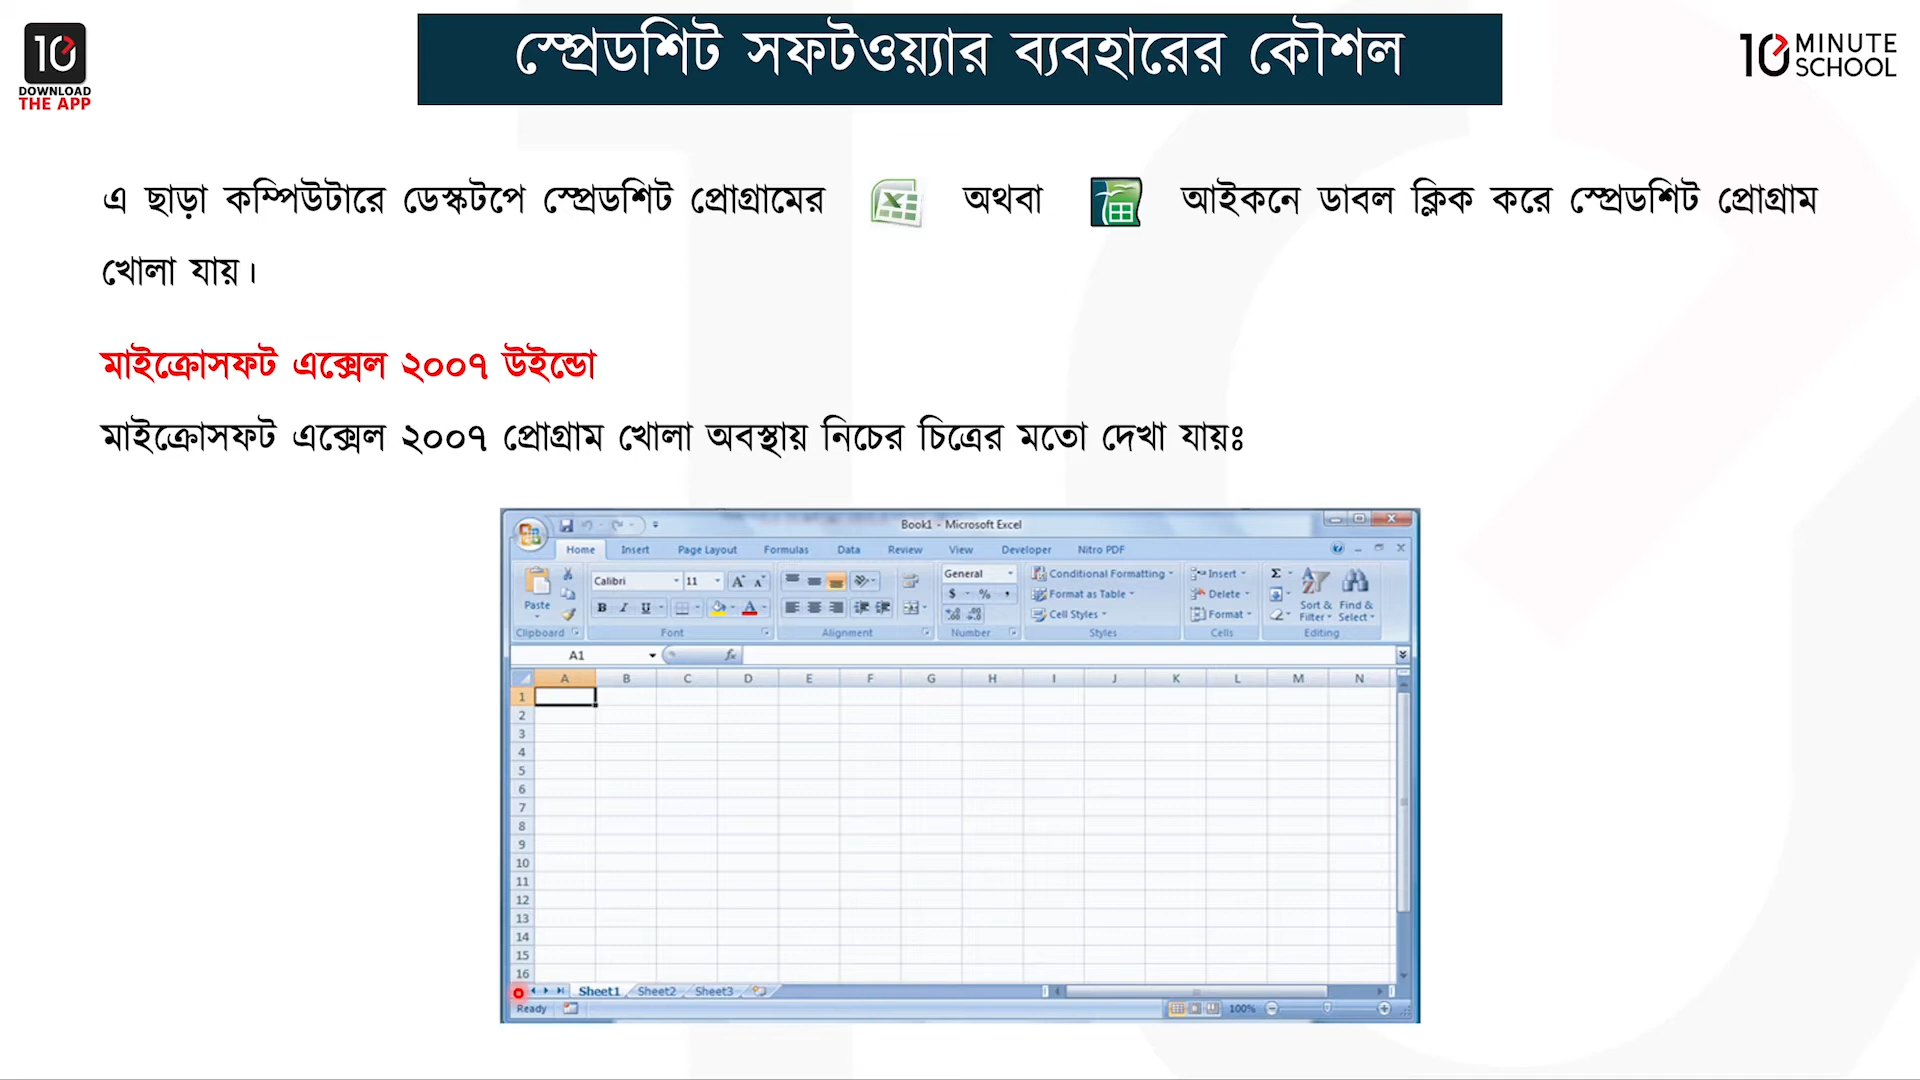 10
DOWNLOAD
THE APP
স্প্রেডশিট সফটওয়্যার ব্যবহারের কৌশল
10 MINUTE
SCHOOL
এ ছাড়া কম্পিউটারে ডেস্কটপে স্প্রেডশিট প্রোগ্রামের অথবা আইকনে ডাবল ক্লিক করে স্প্রেডশিট প্রোগ্রাম
খোলা যায়।
মাইক্রোসফট এক্সেল ২০০৭ উইন্ডো
মাইক্রোসফট এক্সেল ২০০৭ প্রোগ্রাম খোলা অবস্থায় নিচের চিত্রের মতো দেখা যায়ঃ
Book1 - Microsoft Excel
Home Insert Page Layout Formulas Data Review View Developer Nitro PDF
Calibri 11 General Conditional Formatting Insert Σ
Paste B I U A $ % , Format as Table Delete Sort & Filter Find & Select
Cell Styles Format
Clipboard Font Alignment Number Styles Cells Editing
A1 fx
A B C D E F G H I J K L M N
1
2
3
4
5
6
7
8
9
10
11
12
13
14
15
16
Sheet1 Sheet2 Sheet3
Ready 100%